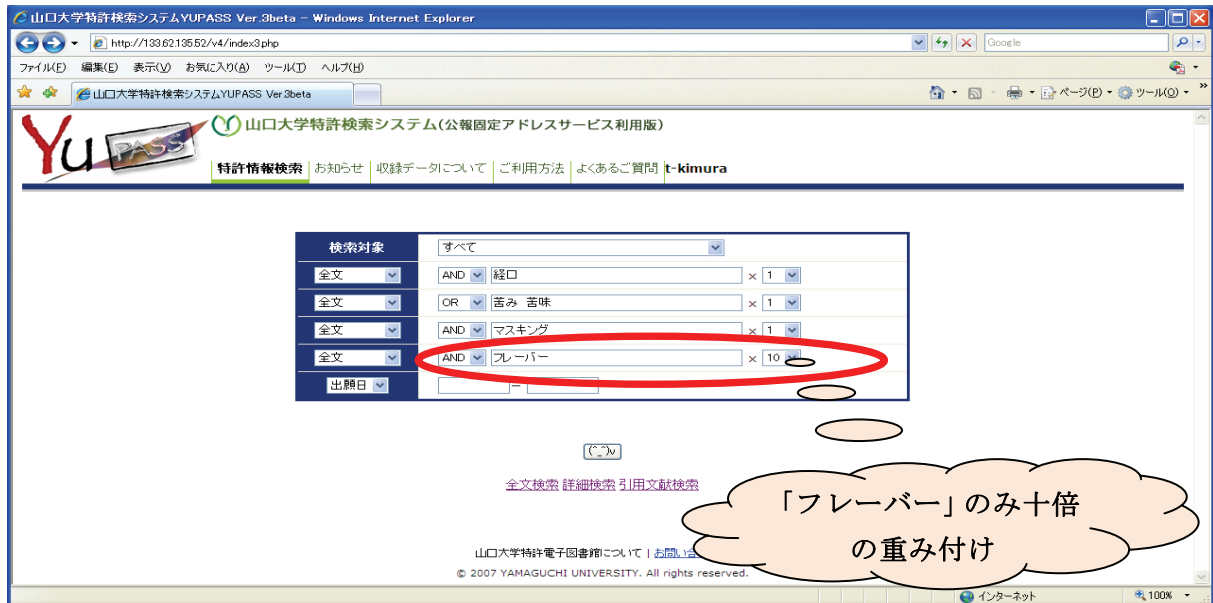 山口大学特許検索システムYUPASS Ver.3beta - Windows Internet Explorer
http://133.62.135.52/v4/index3.php
Google
ファイル(F) 編集(E) 表示(V) お気に入り(A) ツール(T) ヘルプ(H)
山口大学特許検索システムYUPASS Ver.3beta
ページ(P) ツール(O)
YU PASS
山口大学特許検索システム(公報固定アドレスサービス利用版)
特許情報検索 お知らせ 収録データについて ご利用方法 よくあるご質問 t-kimura
検索対象 すべて
全文 AND 経口 × 1
全文 OR 苦み 苦味 × 1
全文 AND マスキング × 1
全文 AND フレーバー × 10
出願日 –
(^_^)v
全文検索 詳細検索 引用文献検索
「フレーバー」のみ十倍
の重み付け
山口大学特許電子図書館について | お問い合
© 2007 YAMAGUCHI UNIVERSITY. All rights reserved.
インターネット 100%